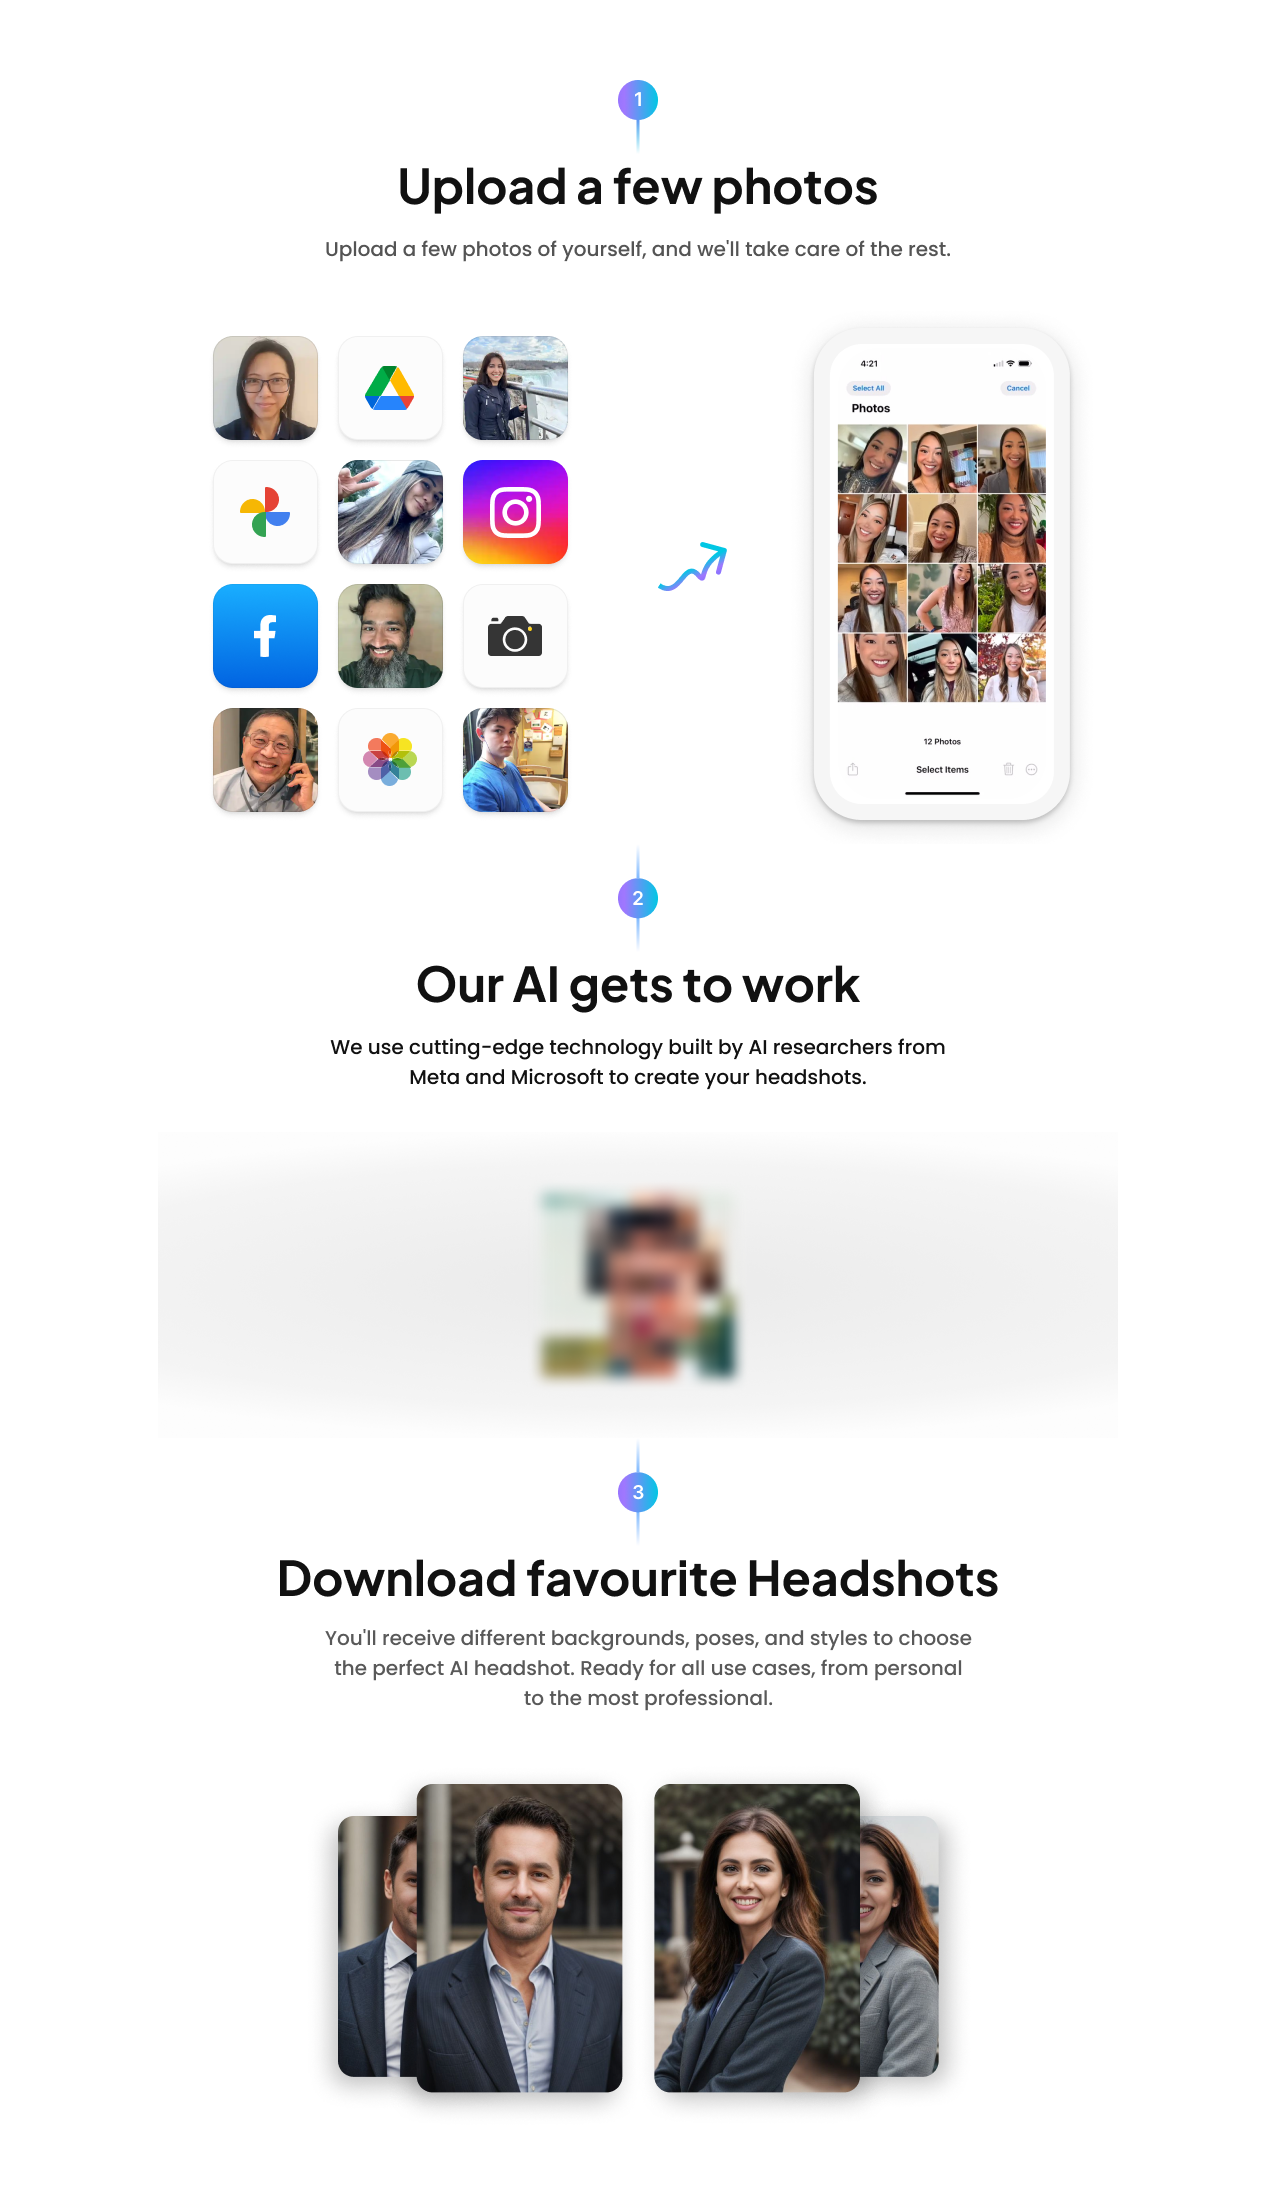 1
Upload a few photos
Upload a few photos of yourself, and we'll take care of the rest.
4:21
Select All
Cancel
Photos
12 Photos
Select Items
2
Our AI gets to work
We use cutting-edge technology built by AI researchers from
Meta and Microsoft to create your headshots.
3
Download favourite Headshots
You'll receive different backgrounds, poses, and styles to choose
the perfect AI headshot. Ready for all use cases, from personal
to the most professional.